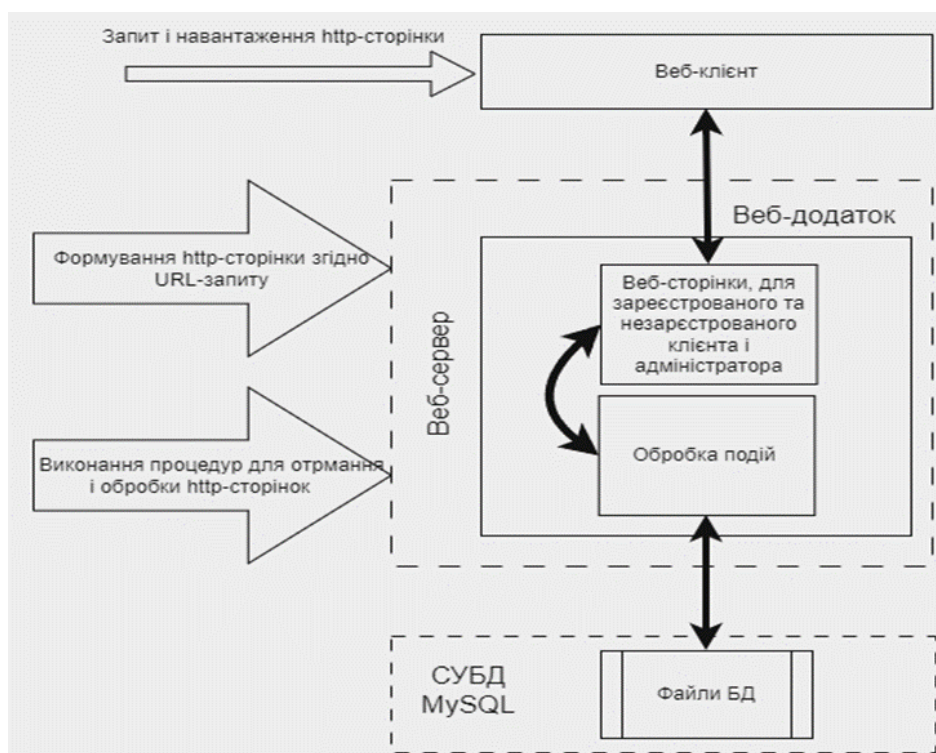 Запит і навантаження http-сторінки
Веб-клієнт
Веб-додаток
Формування http-сторінки згідно
URL-запиту
Веб-сторінки, для
зареєстрованого та
незарєстрованого
клієнта і
адміністратора
Веб-сервер
Виконання процедур для отрмання
і обробки http-сторінок
Обробка подій
СУБД
MySQL
Файли БД